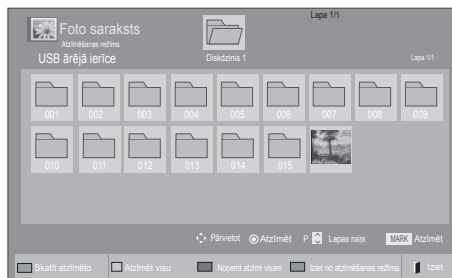 Lapa 1/1
Foto saraksts
Atzīmēšanas režīms
USB ārējā ierīce
Diskdzinis 1
Lapa 1/1
001 002 003 004 005 006 007 008 009
010 011 012 013 014 015
Pārvietot Atzīmēt P Lapas maiņa MARK Atzīmēt
Skatīt atzīmēto Atzīmēt visu Noņemt atzīmi visam Iziet no atzīmēšanas režīma Iziet